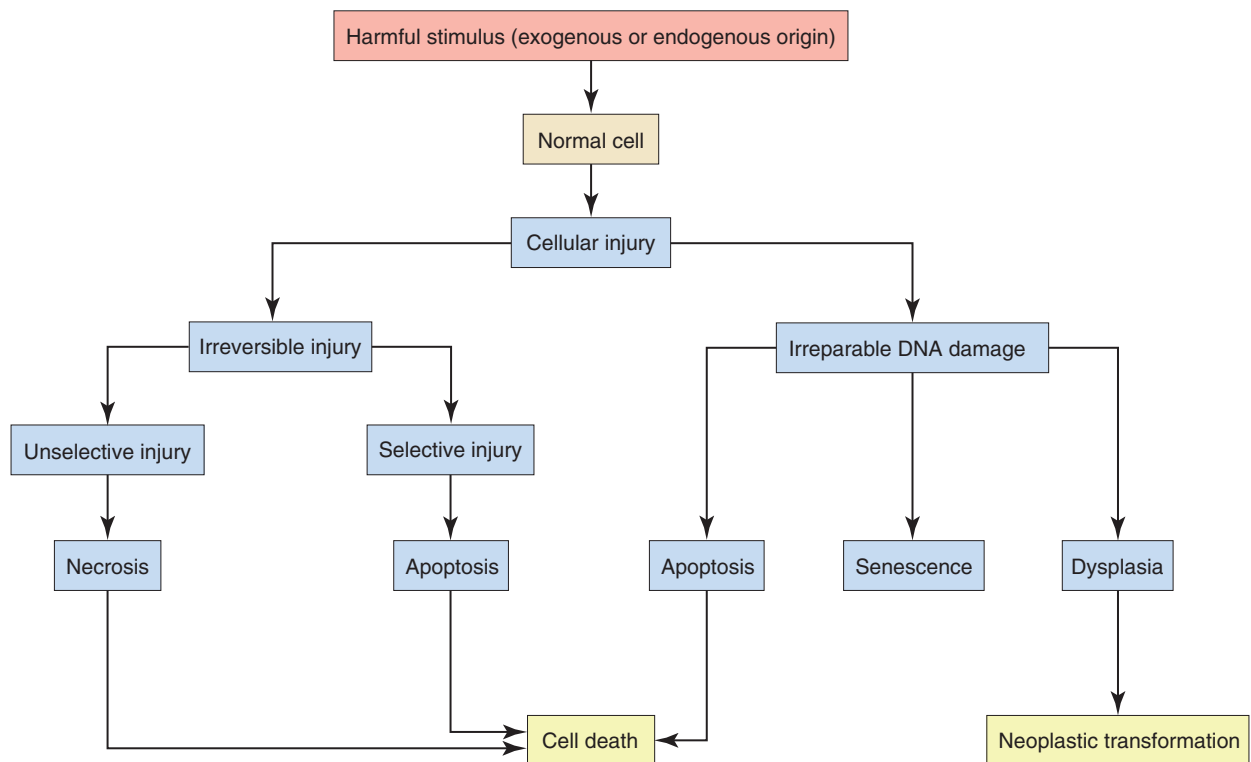 Harmful stimulus (exogenous or endogenous origin)
Normal cell
Cellular injury
Irreversible injury
Irreparable DNA damage
Unselective injury
Selective injury
Necrosis
Apoptosis
Apoptosis
Senescence
Dysplasia
Cell death
Neoplastic transformation